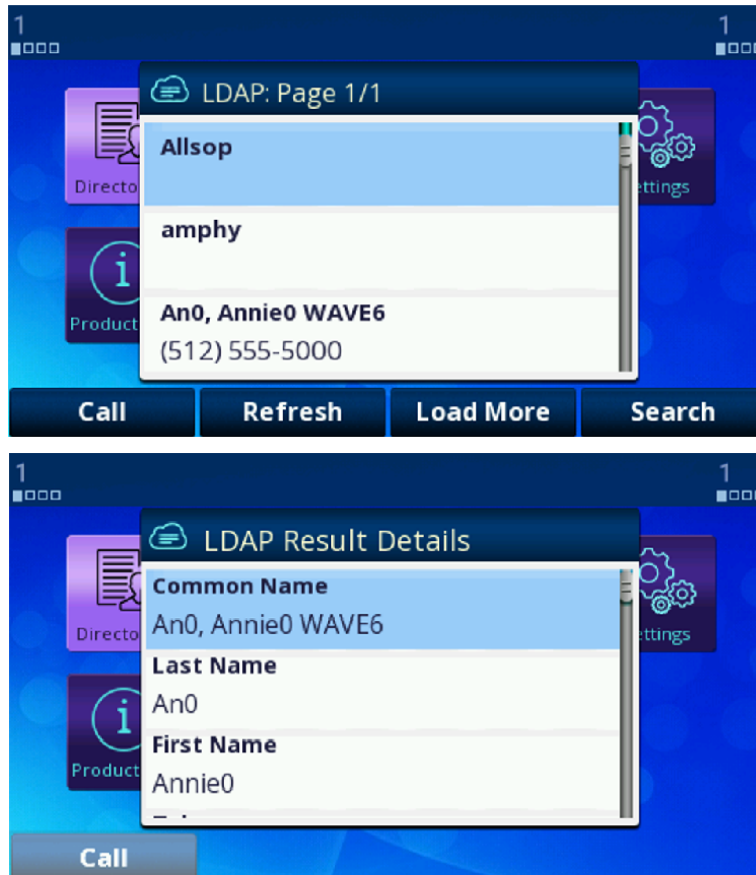 1
1
LDAP: Page 1/1
Allsop
amphy
An0, Annie0 WAVE6
(512) 555-5000
Directo
ettings
Product
Call
Refresh
Load More
Search
1
1
LDAP Result Details
Common Name
An0, Annie0 WAVE6
Last Name
An0
First Name
Annie0
Directo
ettings
Product
Call